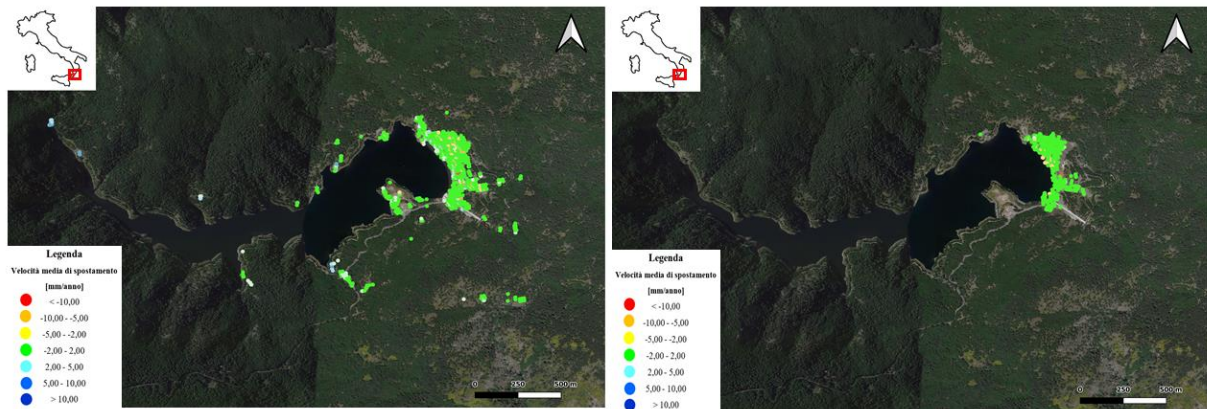 Legenda
Velocità media di spostamento
[mm/anno]
< -10,00
-10,00 - -5,00
-5,00 - -2,00
-2,00 - 2,00
2,00 - 5,00
5,00 - 10,00
> 10,00
0 250 500 m
Legenda
Velocità media di spostamento
[mm/anno]
< -10,00
-10,00 - -5,00
-5,00 - -2,00
-2,00 - 2,00
2,00 - 5,00
5,00 - 10,00
> 10,00
0 250 500 m